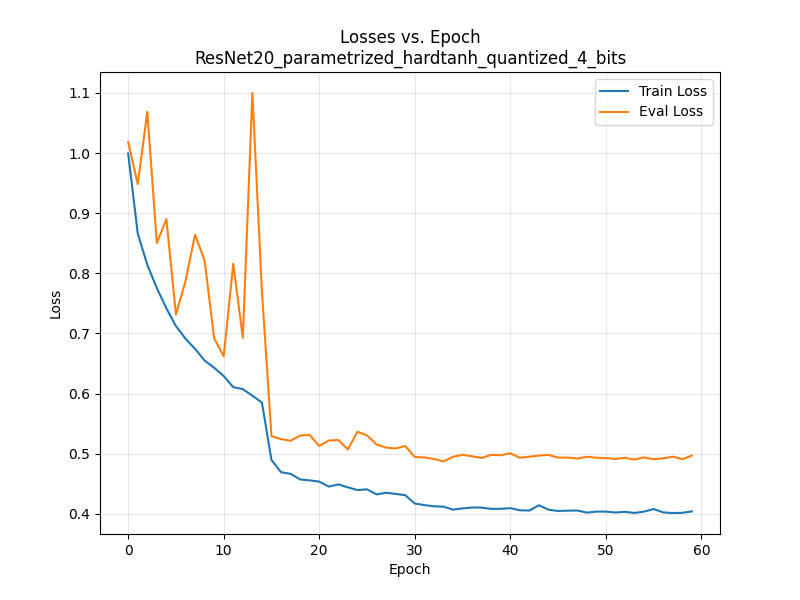 Losses vs. Epoch
ResNet20_parametrized_hardtanh_quantized_4_bits
Train Loss
Eval Loss
1.1
1.0
0.9
0.8
0.7
0.6
0.5
0.4
Loss
0 10 20 30 40 50 60
Epoch